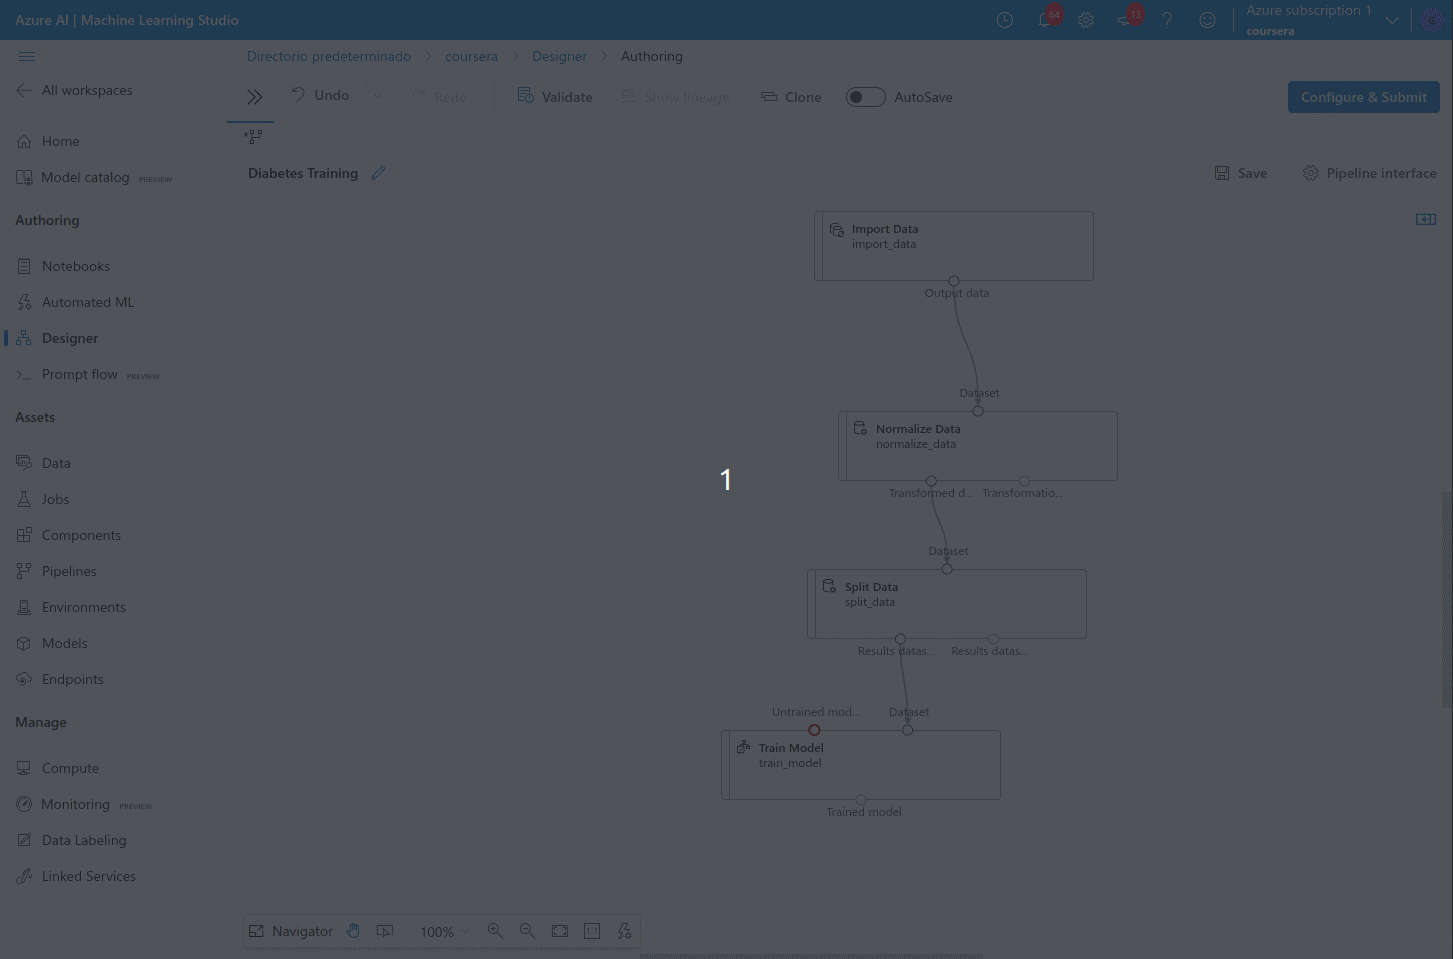 Azure AI | Machine Learning Studio
64
13
?
Azure subscription 1
coursera
Directorio predeterminado > coursera > Designer > Authoring
All workspaces
Undo
Redo
Validate
Show lineage
Clone
AutoSave
Configure & Submit
Home
Model catalog PREVIEW
Diabetes Training
Save
Pipeline interface
Authoring
Notebooks
Automated ML
Designer
Prompt flow PREVIEW
Assets
Data
Jobs
Components
Pipelines
Environments
Models
Endpoints
Manage
Compute
Monitoring PREVIEW
Data Labeling
Linked Services
Import Data
import_data
Output data
Dataset
Normalize Data
normalize_data
1
Transformed d... Transformatio...
Dataset
Split Data
split_data
Results datas... Results datas...
Untrained mod... Dataset
Train Model
train_model
Trained model
Navigator
100%
1:1